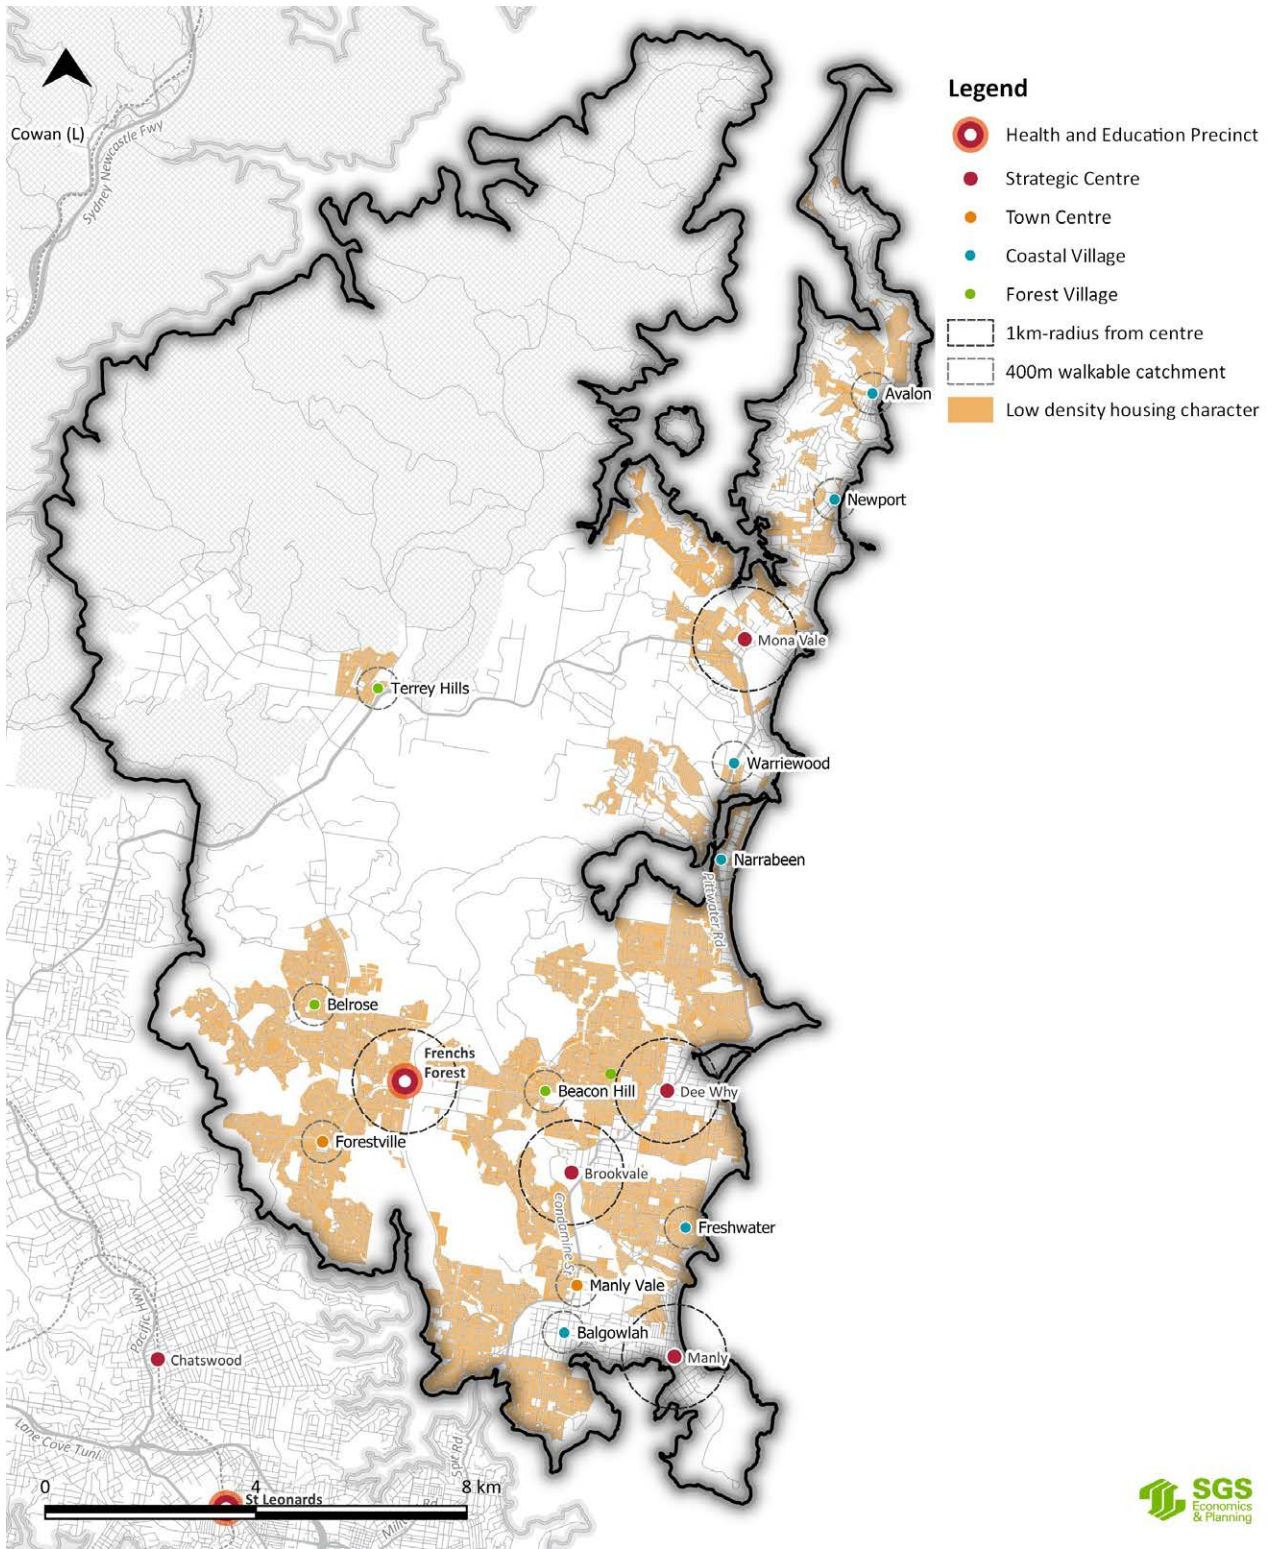 Legend
Health and Education Precinct
Strategic Centre
Town Centre
Coastal Village
Forest Village
1km-radius from centre
400m walkable catchment
Low density housing character
Cowan (L)
Sydney Newcastle Fwy
Avalon
Newport
Mona Vale
Terrey Hills
Warriewood
Narrabeen
Pittwater Rd
Belrose
Frenchs
Forest
Beacon Hill
Dee Why
Forestville
Brookvale
Condamine St
Freshwater
Manly Vale
Balgowlah
Manly
Pacific Hwy
Chatswood
Lane Cove Tunl
St Leonards
0 4 8 km
SGS
Economics
& Planning